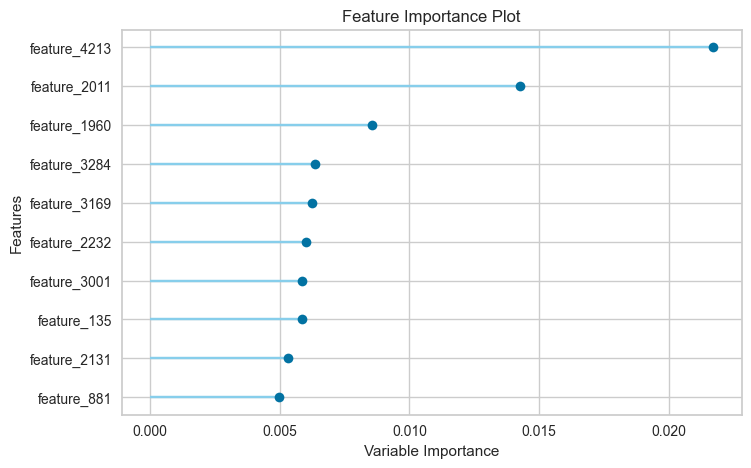 Feature Importance Plot
Features
feature_4213
feature_2011
feature_1960
feature_3284
feature_3169
feature_2232
feature_3001
feature_135
feature_2131
feature_881
0.000 0.005 0.010 0.015 0.020
Variable Importance